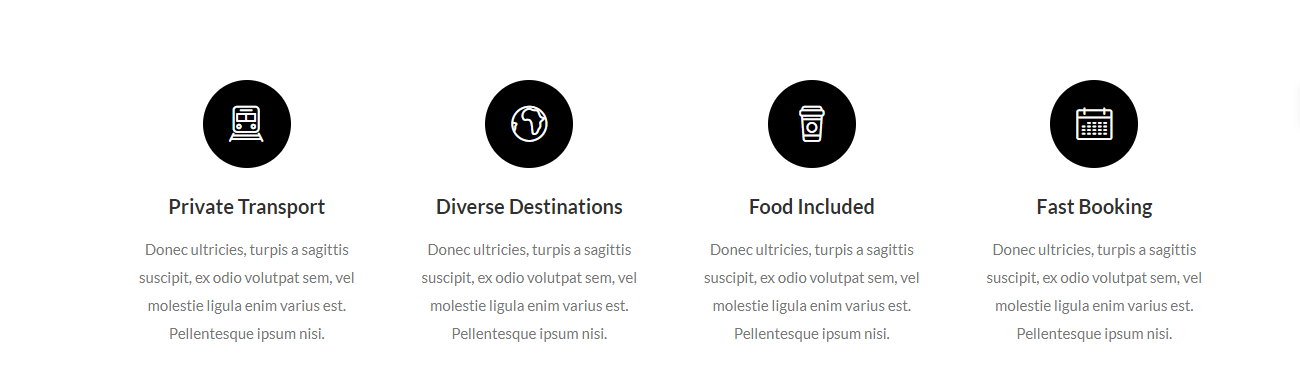 Private Transport
Donec ultricies, turpis a sagittis
suscipit, ex odio volutpat sem, vel
molestie ligula enim varius est.
Pellentesque ipsum nisi.
Diverse Destinations
Donec ultricies, turpis a sagittis
suscipit, ex odio volutpat sem, vel
molestie ligula enim varius est.
Pellentesque ipsum nisi.
Food Included
Donec ultricies, turpis a sagittis
suscipit, ex odio volutpat sem, vel
molestie ligula enim varius est.
Pellentesque ipsum nisi.
Fast Booking
Donec ultricies, turpis a sagittis
suscipit, ex odio volutpat sem, vel
molestie ligula enim varius est.
Pellentesque ipsum nisi.